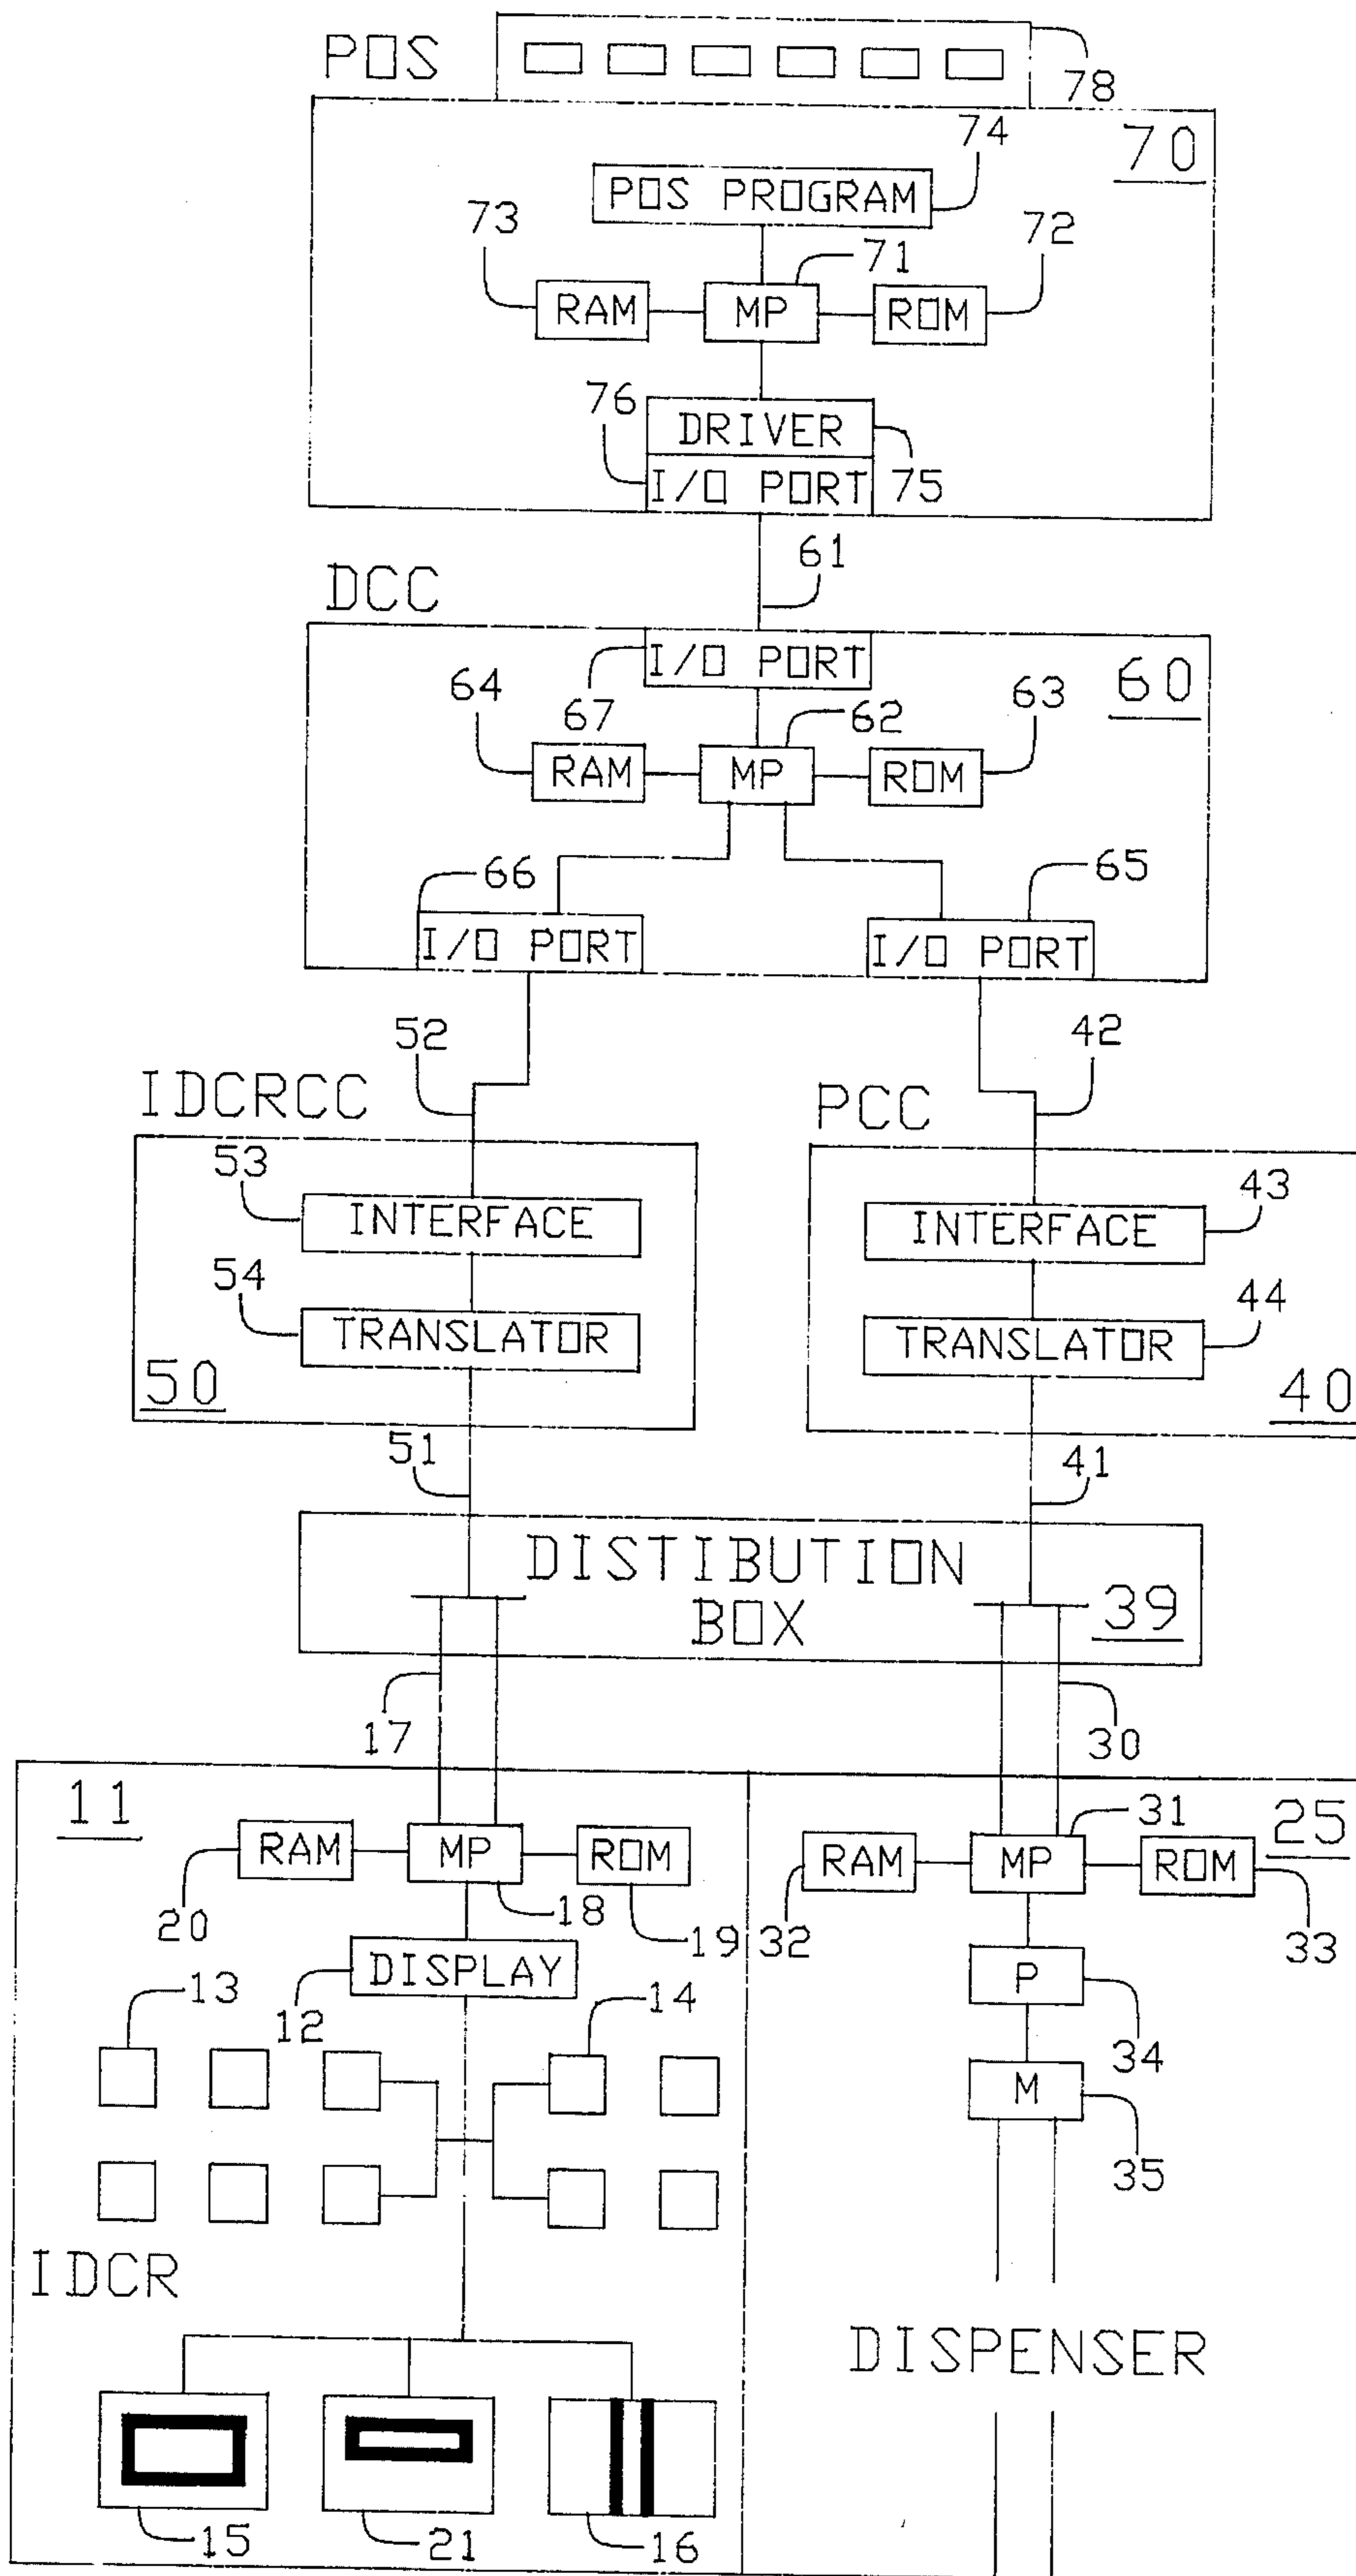 POS
78
70
74
POS PROGRAM
73
71
72
RAM
MP
ROM
76
DRIVER
I/O PORT
75
61
DCC
I/O PORT
60
64
67
62
63
RAM
MP
ROM
66
65
I/O PORT
I/O PORT
52
42
IDCRCC
PCC
53
INTERFACE
43
INTERFACE
54
TRANSLATOR
44
TRANSLATOR
50
40
51
41
DISTIBUTION
BOX
39
17
30
11
31
25
RAM
MP
ROM
RAM
MP
ROM
20
18
19
32
33
DISPLAY
P
13
12
14
34
M
35
IDCR
DISPENSER
15
21
16